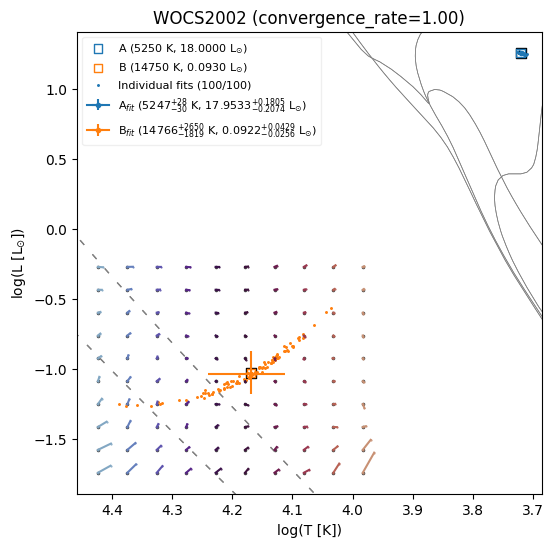 WOCS2002 (convergence_rate=1.00)
A (5250 K, 18.0000 L⊙)
B (14750 K, 0.0930 L⊙)
Individual fits (100/100)
A_fit (5247^{+28}_{−30} K, 17.9533^{+0.1805}_{−0.2074} L⊙)
B_fit (14766^{+2650}_{−1819} K, 0.0922^{+0.0429}_{−0.0256} L⊙)
log(L [L⊙])
1.0
0.5
0.0
−0.5
−1.0
−1.5
4.4 4.3 4.2 4.1 4.0 3.9 3.8 3.7
log(T [K])